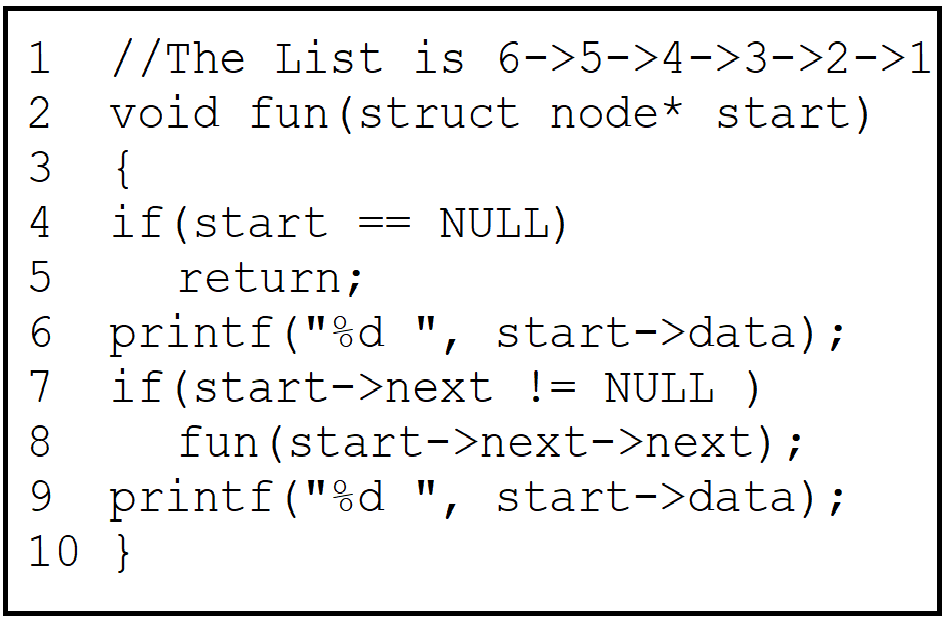 1 //The List is 6->5->4->3->2->1
2 void fun(struct node* start)
3 {
4 if(start == NULL)
5    return;
6 printf("%d ", start->data);
7 if(start->next != NULL )
8    fun(start->next->next);
9 printf("%d ", start->data);
10 }